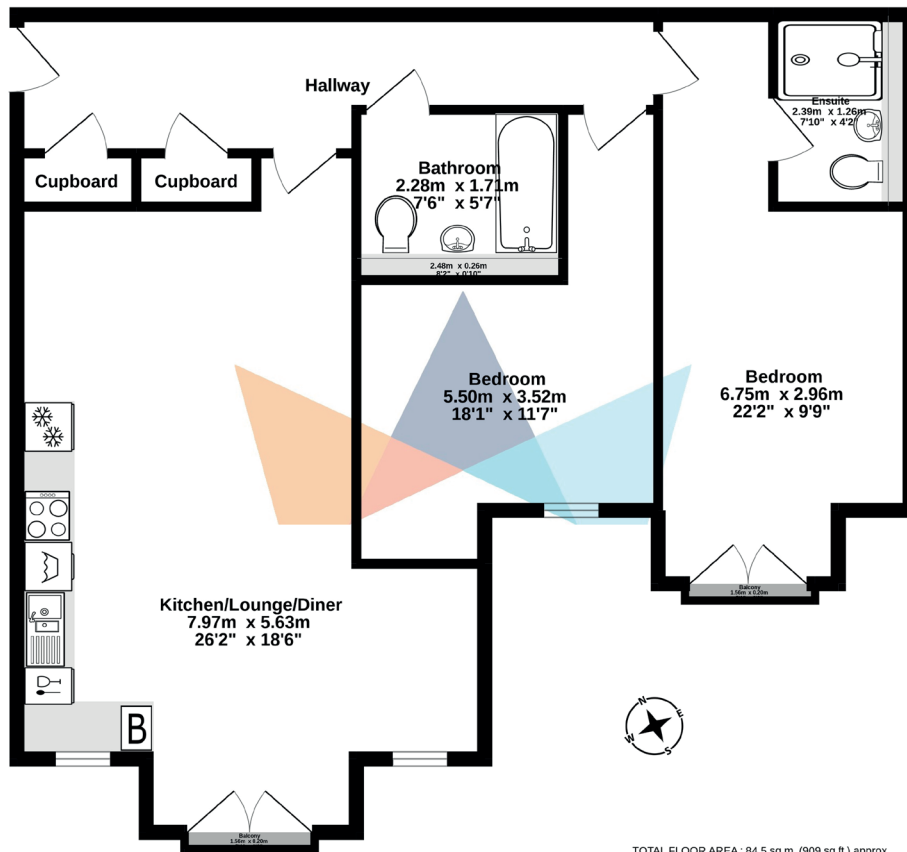 Hallway
Ensuite
2.39m x 1.26m
7'10" x 4'2"
Cupboard
Cupboard
Bathroom
2.28m x 1.71m
7'6" x 5'7"
2.48m x 0.26m
8'2" x 0'10"
Bedroom
5.50m x 3.52m
18'1" x 11'7"
Bedroom
6.75m x 2.96m
22'2" x 9'9"
Kitchen/Lounge/Diner
7.97m x 5.63m
26'2" x 18'6"
Balcony
1.56m x 0.20m
B
N
E
S
W
Balcony
1.56m x 0.20m
TOTAL FLOOR AREA : 84.5 sq.m. (909 sq.ft.) approx.